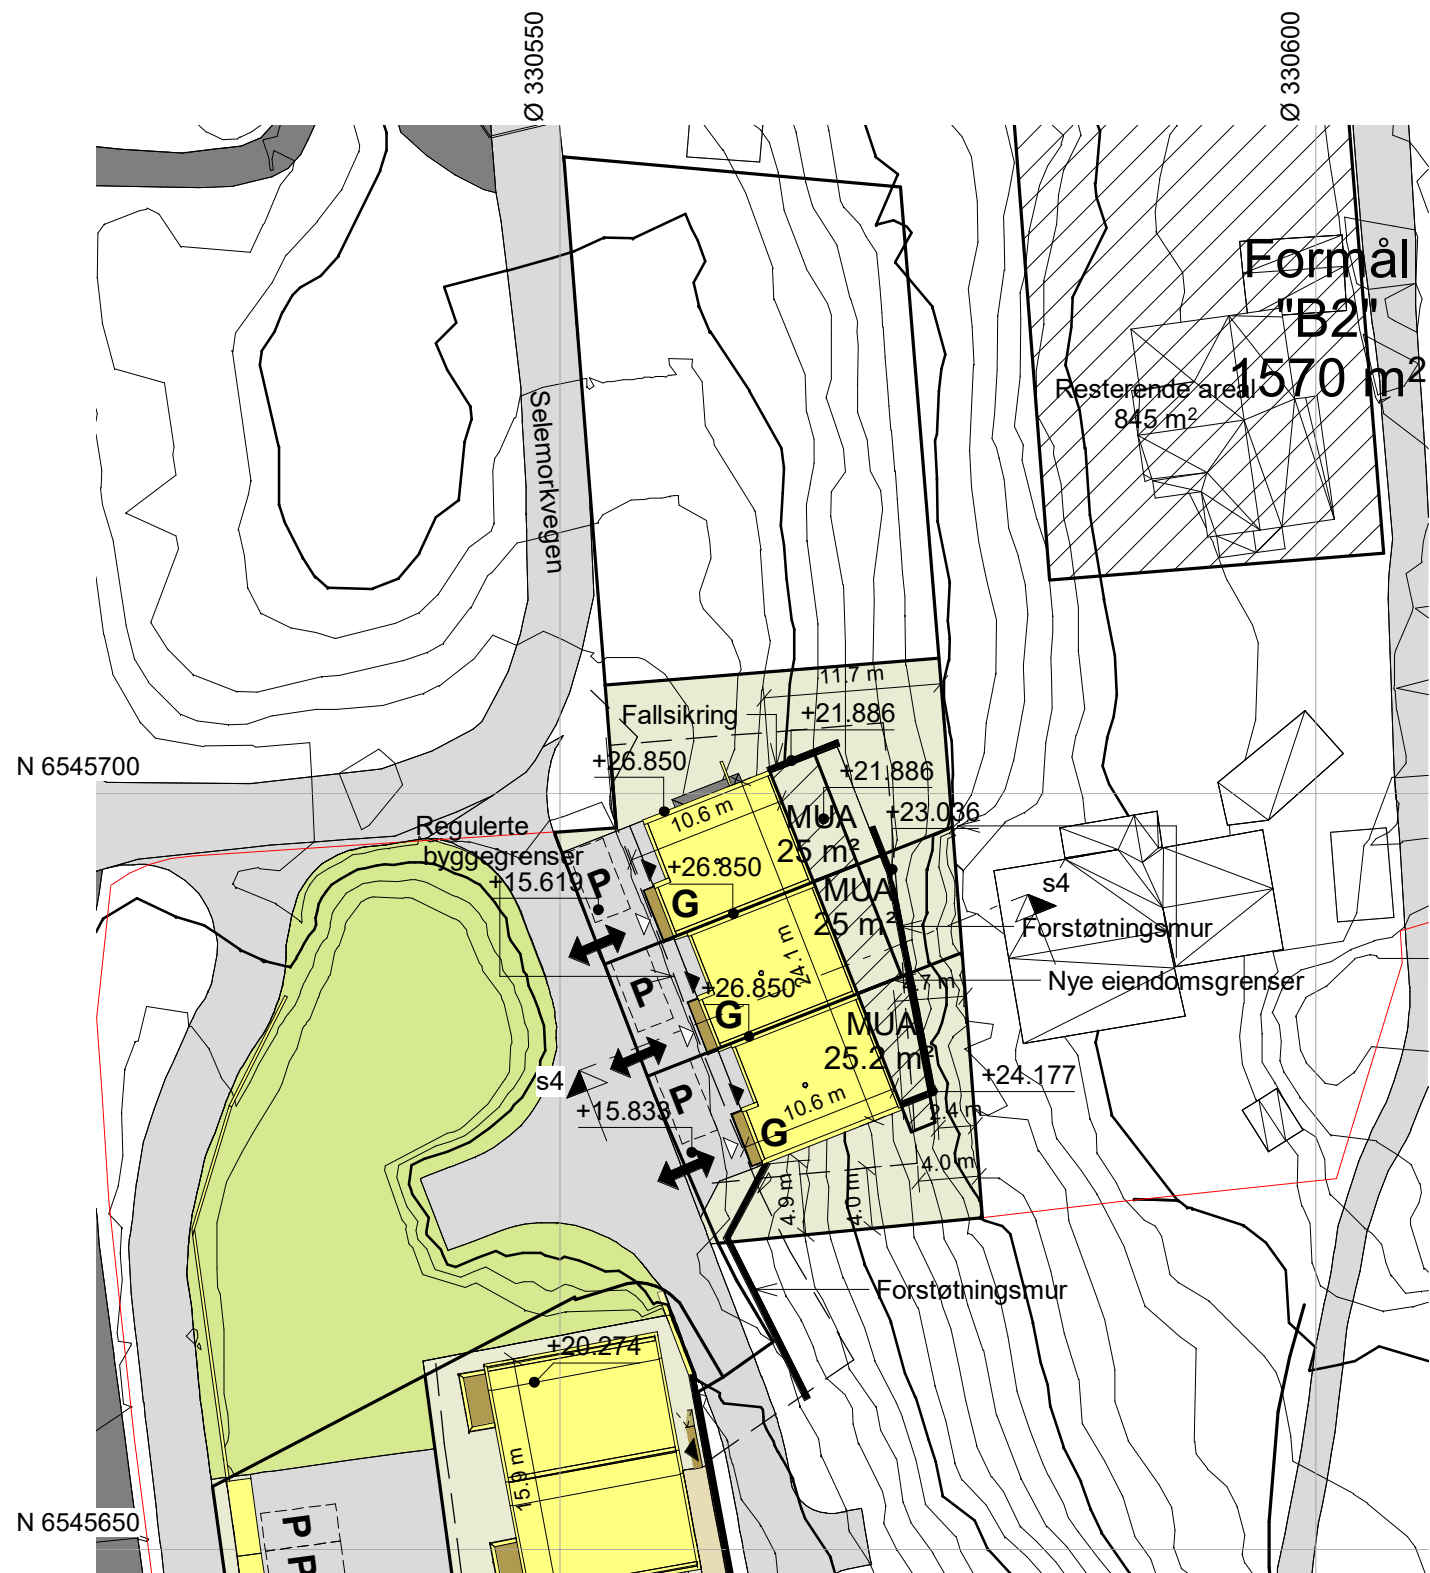 Ø 330550
Ø 330600
Formål
"B2"
1570 m²
Resterende areal
845 m²
Selemorkvegen
11.7 m
Fallsikring
+21.886
N 6545700
+26.850
+21.886
10.6 m
MUA
25 m²
+23.036
Regulerte
byggegrenser
+15.619
P
+26.850
G
MUA
25 m²
s4
Forstøtningsmur
24.1 m
P
+26.850
G
Nye eiendomsgrenser
MUA
25.2 m²
s4
+15.833
P
10.6 m
G
+24.177
2.4 m
4.0 m
4.9 m
4.0 m
Forstøtningsmur
+20.274
15.9 m
N 6545650
P
P